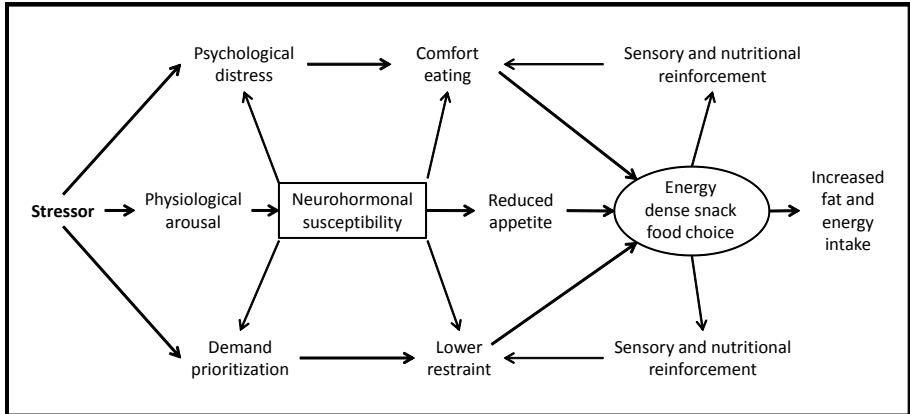 Psychological
distress
Comfort
eating
Sensory and nutritional
reinforcement
Stressor
Physiological
arousal
Neurohormonal
susceptibility
Reduced
appetite
Energy
dense snack
food choice
Increased
fat and
energy
intake
Demand
prioritization
Lower
restraint
Sensory and nutritional
reinforcement